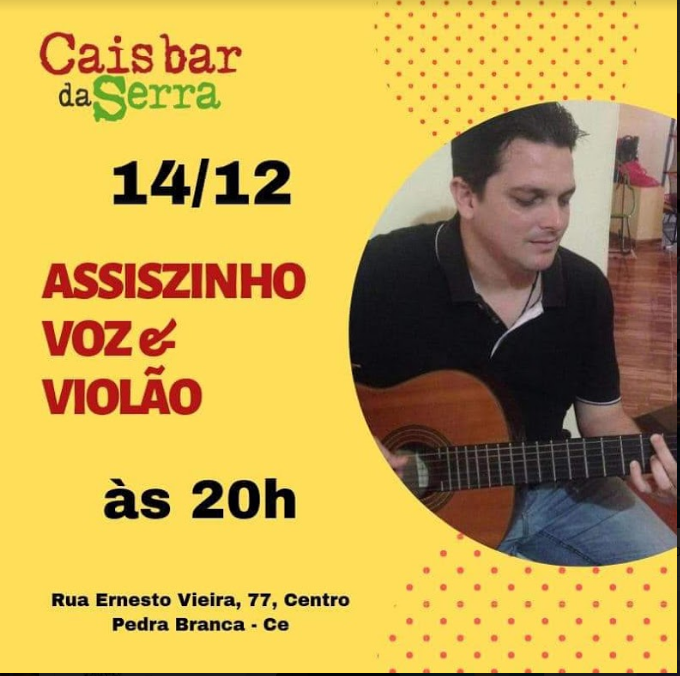 Cais bar
da Serra
14/12
ASSISZINHO
VOZ &
VIOLÃO
às 20h
Rua Ernesto Vieira, 77, Centro
Pedra Branca - Ce